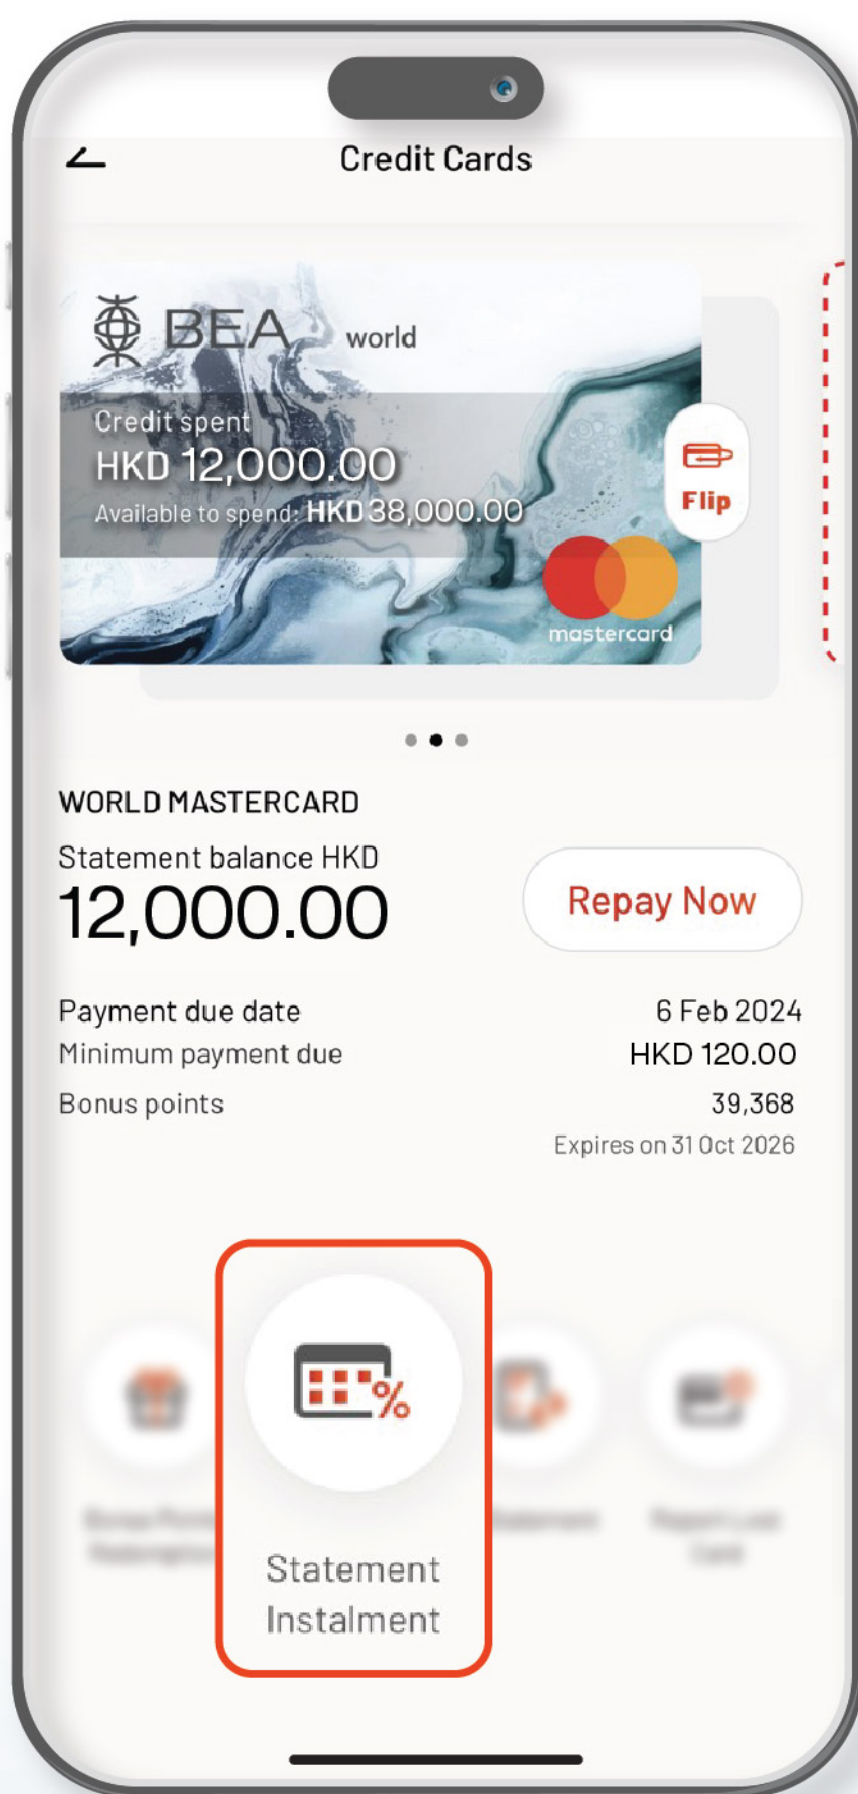 Credit Cards
BEA world
Credit spent
HKD 12,000.00
Available to spend: HKD 38,000.00
Flip
mastercard
WORLD MASTERCARD
Statement balance HKD
12,000.00
Repay Now
Payment due date 6 Feb 2024
Minimum payment due HKD 120.00
Bonus points 39,368
Expires on 31 Oct 2026
%
Statement
Instalment